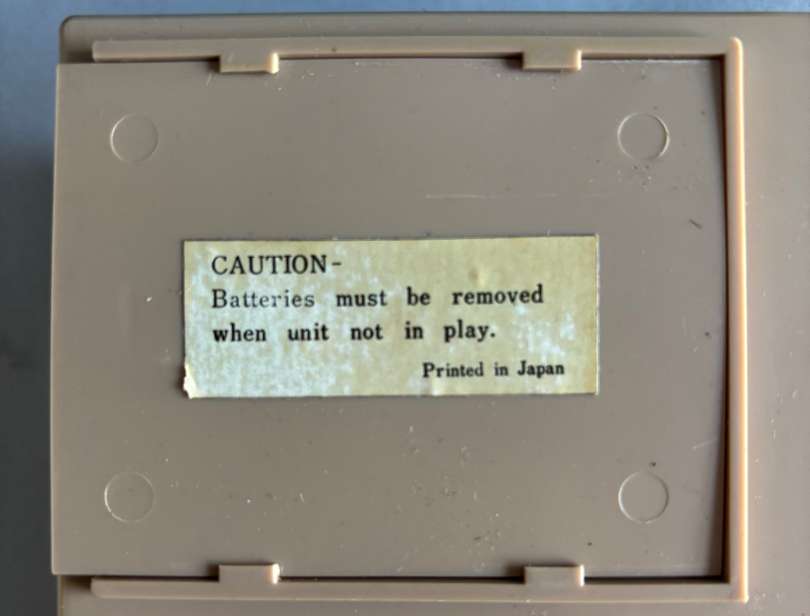 CAUTION-
Batteries must be removed
when unit not in play.
Printed in Japan